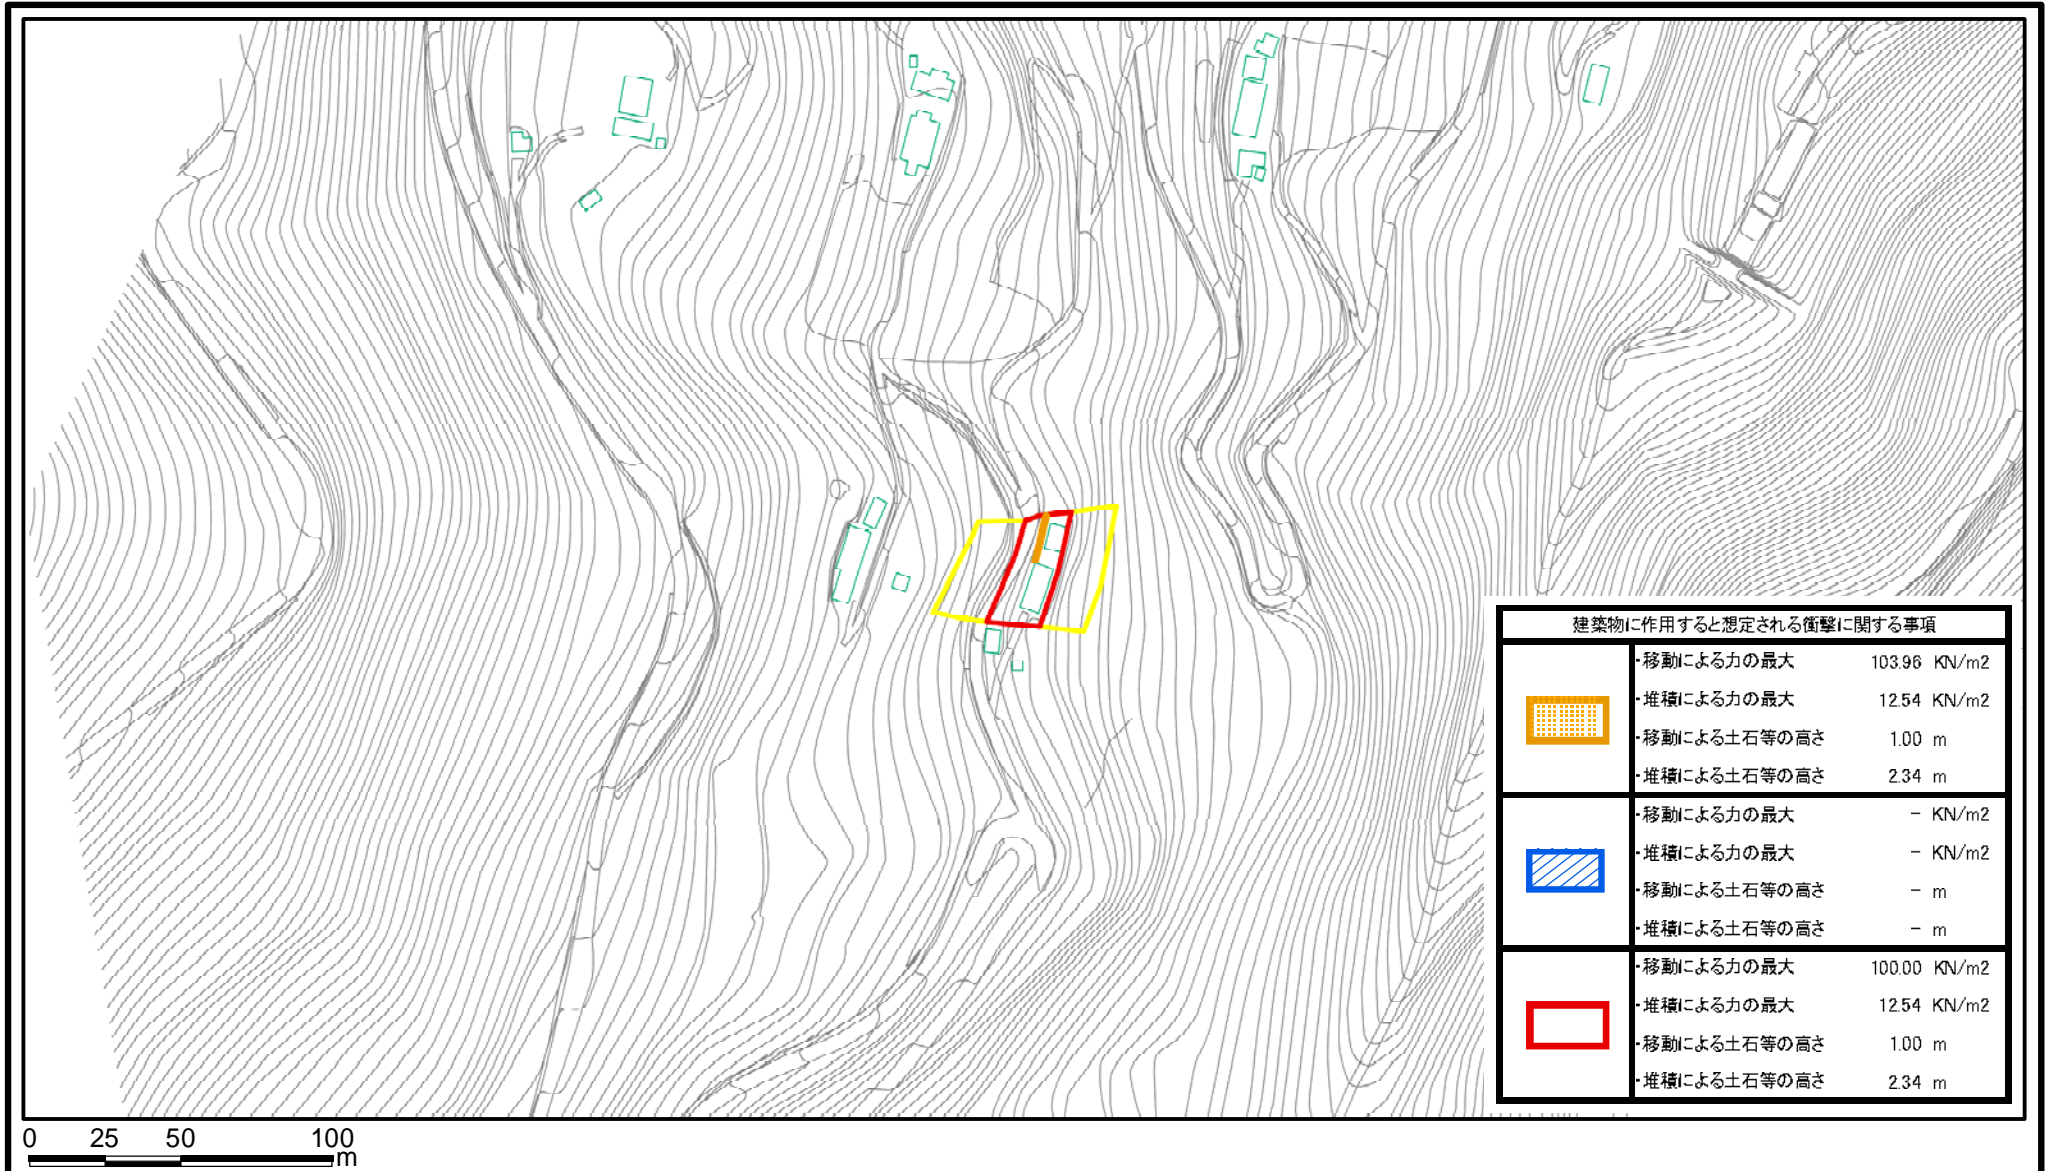 建築物に作用すると想定される衝撃に関する事項
・移動による力の最大 103.96 KN/m2
・堆積による力の最大 12.54 KN/m2
・移動による土石等の高さ 1.00 m
・堆積による土石等の高さ 2.34 m
・移動による力の最大 - KN/m2
・堆積による力の最大 - KN/m2
・移動による土石等の高さ - m
・堆積による土石等の高さ - m
・移動による力の最大 100.00 KN/m2
・堆積による力の最大 12.54 KN/m2
・移動による土石等の高さ 1.00 m
・堆積による土石等の高さ 2.34 m
0 25 50 100
m